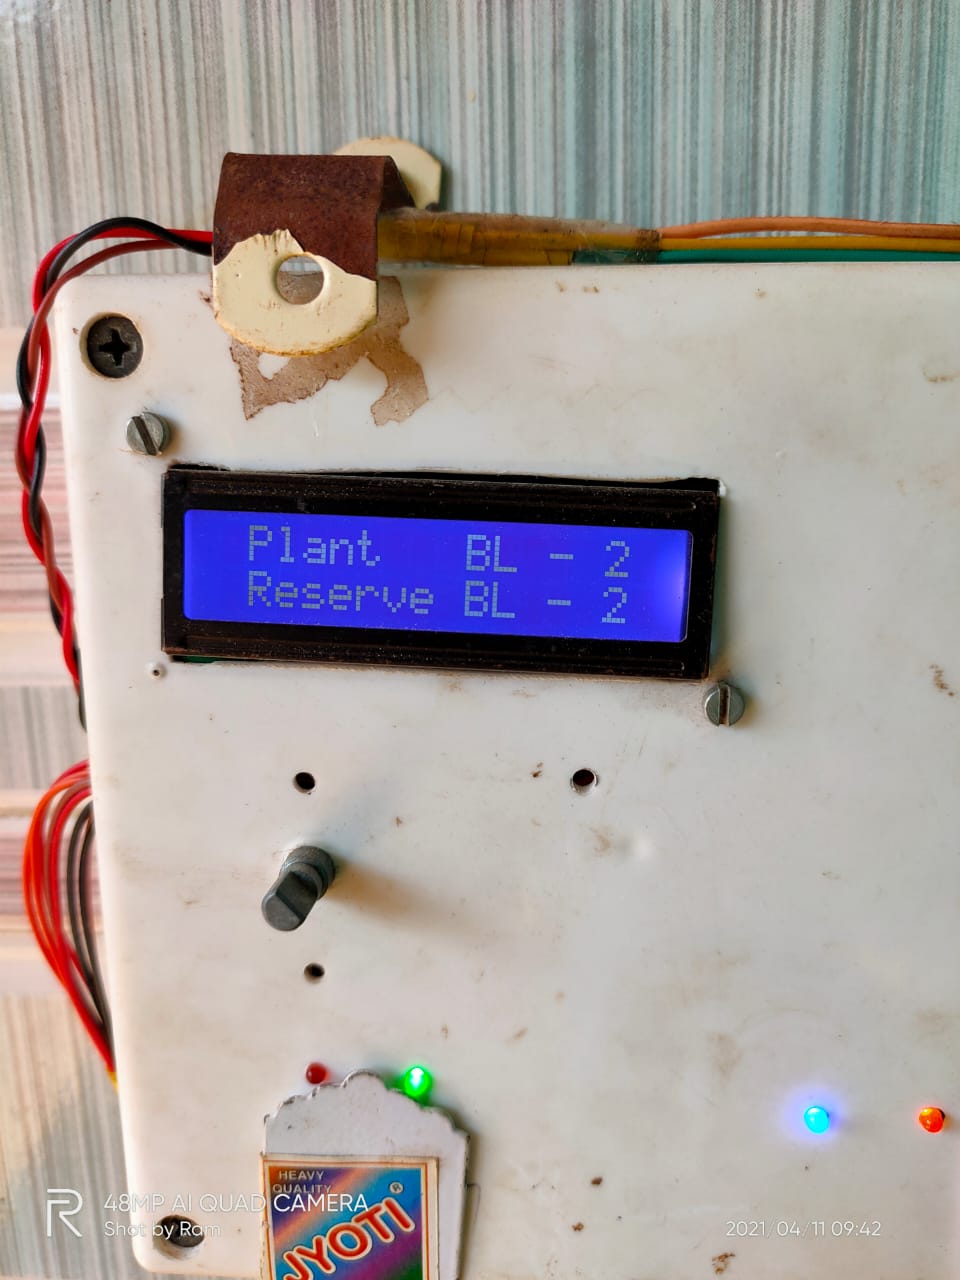 Plant BL - 2
Reserve BL - 2
HEAVY
QUALITY
JYOTI®
48MP AI QUAD CAMERA
Shot by Ram
2021/04/11 09:42